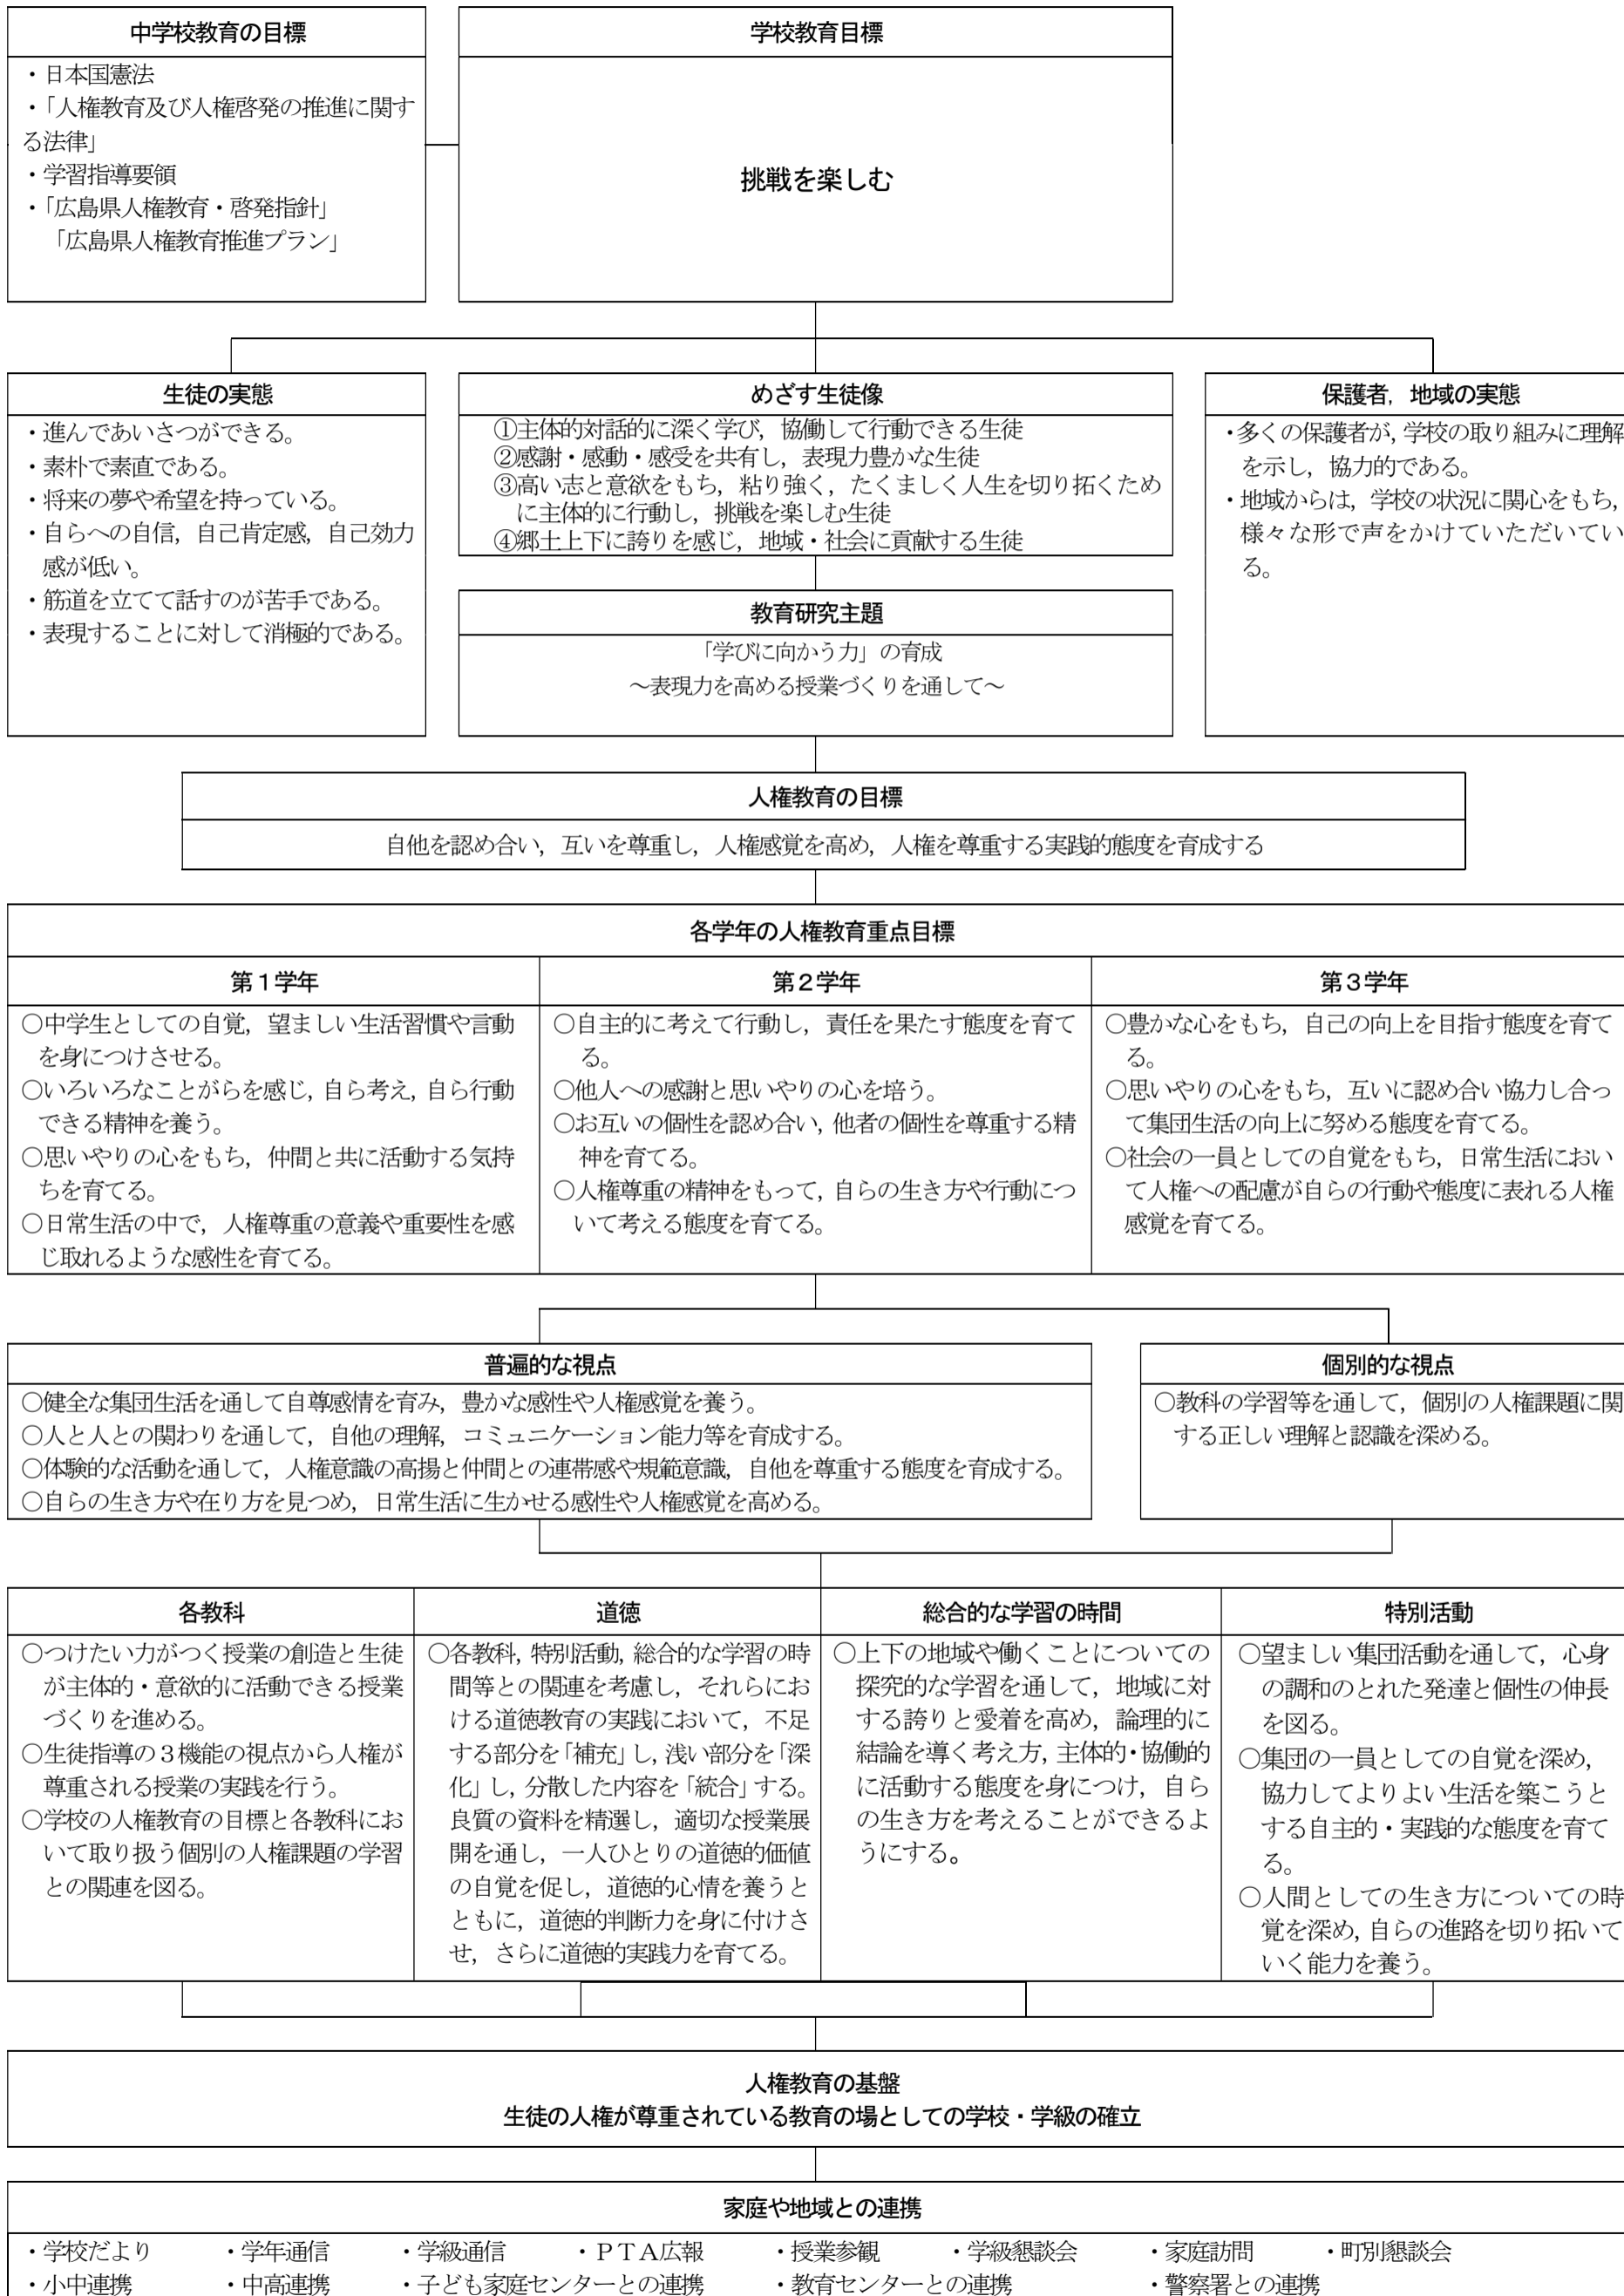 中学校教育の目標
・日本国憲法
・「人権教育及び人権啓発の推進に関す
る法律」
・学習指導要領
・「広島県人権教育・啓発指針」
「広島県人権教育推進プラン」
学校教育目標
挑戦を楽しむ
生徒の実態
・進んであいさつができる。
・素朴で素直である。
・将来の夢や希望を持っている。
・自らへの自信，自己肯定感，自己効力
感が低い。
・筋道を立てて話すのが苦手である。
・表現することに対して消極的である。
めざす生徒像
①主体的対話的に深く学び，協働して行動できる生徒
②感謝・感動・感受を共有し，表現力豊かな生徒
③高い志と意欲をもち，粘り強く，たくましく人生を切り拓くため
に主体的に行動し，挑戦を楽しむ生徒
④郷土上下に誇りを感じ，地域・社会に貢献する生徒
教育研究主題
「学びに向かう力」の育成
～表現力を高める授業づくりを通して～
保護者，地域の実態
・多くの保護者が，学校の取り組みに理解
を示し，協力的である。
・地域からは，学校の状況に関心をもち，
様々な形で声をかけていただいてい
る。
人権教育の目標
自他を認め合い，互いを尊重し，人権感覚を高め，人権を尊重する実践的態度を育成する
各学年の人権教育重点目標
第１学年
○中学生としての自覚，望ましい生活習慣や言動
を身につけさせる。
○いろいろなことがらを感じ，自ら考え，自ら行動
できる精神を養う。
○思いやりの心をもち，仲間と共に活動する気持
ちを育てる。
○日常生活の中で，人権尊重の意義や重要性を感
じ取れるような感性を育てる。
第２学年
○自主的に考えて行動し，責任を果たす態度を育て
る。
○他人への感謝と思いやりの心を培う。
○お互いの個性を認め合い，他者の個性を尊重する精
神を育てる。
○人権尊重の精神をもって，自らの生き方や行動につ
いて考える態度を育てる。
第３学年
○豊かな心をもち，自己の向上を目指す態度を育て
る。
○思いやりの心をもち，互いに認め合い協力し合っ
て集団生活の向上に努める態度を育てる。
○社会の一員としての自覚をもち，日常生活におい
て人権への配慮が自らの行動や態度に表れる人権
感覚を育てる。
普遍的な視点
○健全な集団生活を通して自尊感情を育み，豊かな感性や人権感覚を養う。
○人と人との関わりを通して，自他の理解，コミュニケーション能力等を育成する。
○体験的な活動を通して，人権意識の高揚と仲間との連帯感や規範意識，自他を尊重する態度を育成する。
○自らの生き方や在り方を見つめ，日常生活に生かせる感性や人権感覚を高める。
個別的な視点
○教科の学習等を通して，個別の人権課題に関
する正しい理解と認識を深める。
各教科
○つけたい力がつく授業の創造と生徒
が主体的・意欲的に活動できる授業
づくりを進める。
○生徒指導の３機能の視点から人権が
尊重される授業の実践を行う。
○学校の人権教育の目標と各教科にお
いて取り扱う個別の人権課題の学習
との関連を図る。
道徳
○各教科，特別活動，総合的な学習の時
間等との関連を考慮し，それらにお
ける道徳教育の実践において，不足
する部分を「補充」し，浅い部分を「深
化」し，分散した内容を「統合」する。
良質の資料を精選し，適切な授業展
開を通し，一人ひとりの道徳的価値
の自覚を促し，道徳的心情を養うと
ともに，道徳的判断力を身に付けさ
せ，さらに道徳的実践力を育てる。
総合的な学習の時間
○上下の地域や働くことについての
探究的な学習を通して，地域に対
する誇りと愛着を高め，論理的に
結論を導く考え方，主体的・協働的
に活動する態度を身につけ，自ら
の生き方を考えることができるよ
うにする。
特別活動
○望ましい集団活動を通して，心身
の調和のとれた発達と個性の伸長
を図る。
○集団の一員としての自覚を深め，
協力してよりよい生活を築こうと
する自主的・実践的な態度を育て
る。
○人間としての生き方についての時
覚を深め，自らの進路を切り拓いて
いく能力を養う。
人権教育の基盤
生徒の人権が尊重されている教育の場としての学校・学級の確立
家庭や地域との連携
・学校だより ・学年通信 ・学級通信 ・ＰＴＡ広報 ・授業参観 ・学級懇談会 ・家庭訪問 ・町別懇談会
・小中連携 ・中高連携 ・子ども家庭センターとの連携 ・教育センターとの連携 ・警察署との連携